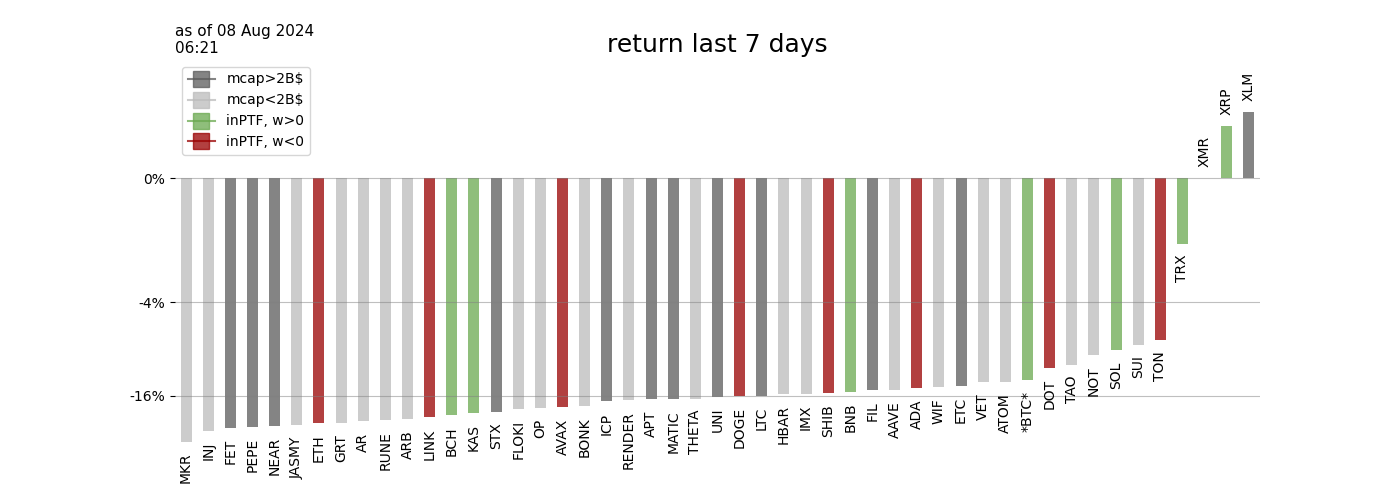 as of 08 Aug 2024
06:21
return last 7 days
mcap>2B$
mcap<2B$
inPTF, w>0
inPTF, w<0
0%
-4%
-16%
MKR
INJ
FET
PEPE
NEAR
JASMY
ETH
GRT
AR
RUNE
ARB
LINK
BCH
KAS
STX
FLOKI
OP
AVAX
BONK
ICP
RENDER
APT
MATIC
THETA
UNI
DOGE
LTC
HBAR
IMX
SHIB
BNB
FIL
AAVE
ADA
WIF
ETC
VET
ATOM
*BTC*
DOT
TAO
NOT
SOL
SUI
TON
TRX
XMR
XRP
XLM